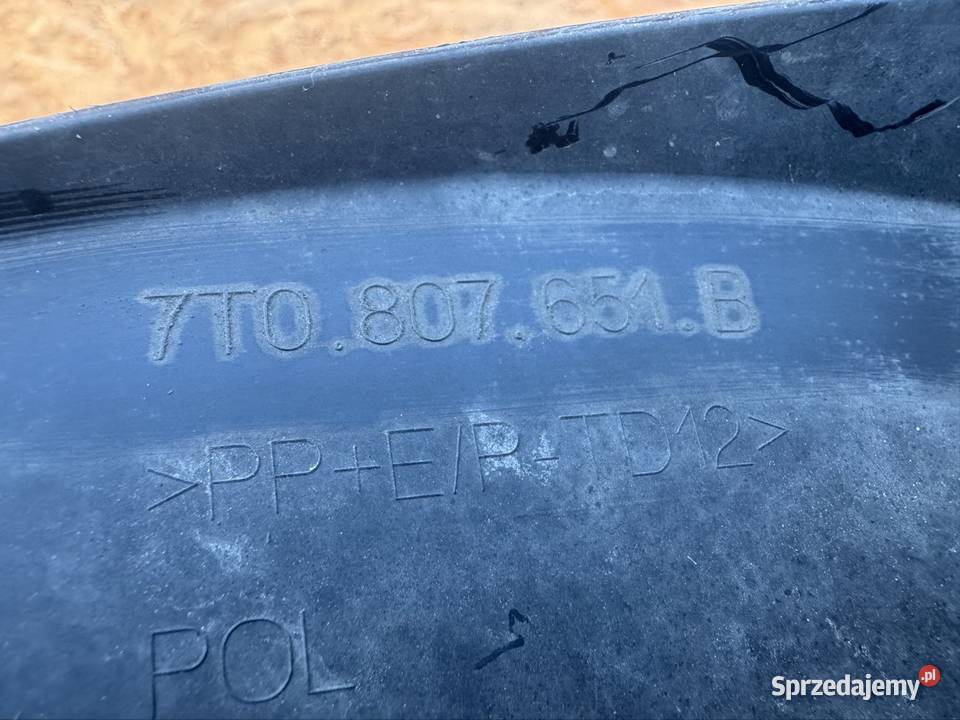 7T0.807.651.B
>PP+E/P-TD12>
POL
Sprzedajemy.pl